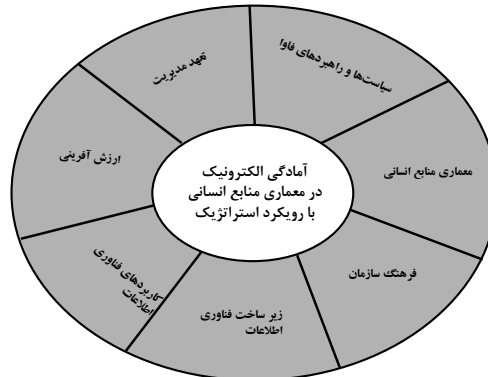 تعهد مدیریت
سیاست‌ها و راهبردهای فاوا
ارزش آفرینی
آمادگی الکترونیک
در معماری منابع انسانی
با رویکرد استراتژیک
معماری منابع انسانی
فرهنگ سازمان
کاربردهای فناوری
اطلاعات
زیر ساخت فناوری
اطلاعات